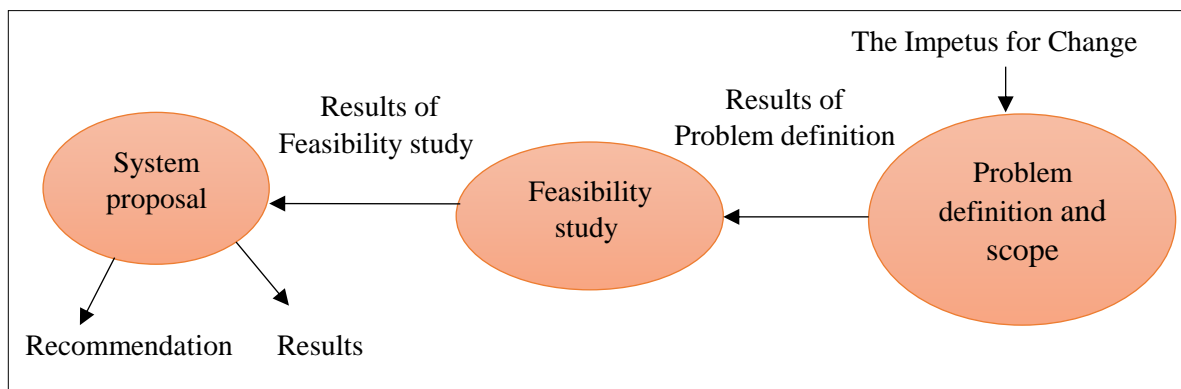 The Impetus for Change
Results of
Feasibility study
Results of
Problem definition
System
proposal
Feasibility
study
Problem
definition and
scope
Recommendation
Results